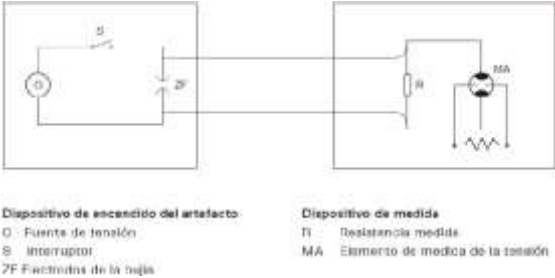 S
G
ZF
R
MA
Dispositivo de encendido del artefacto
G Fuente de tensión
S Interruptor
ZF Electrodos de la bujía
Dispositivo de medida
R Resistencia medida
MA Elemento de medica de la tensión